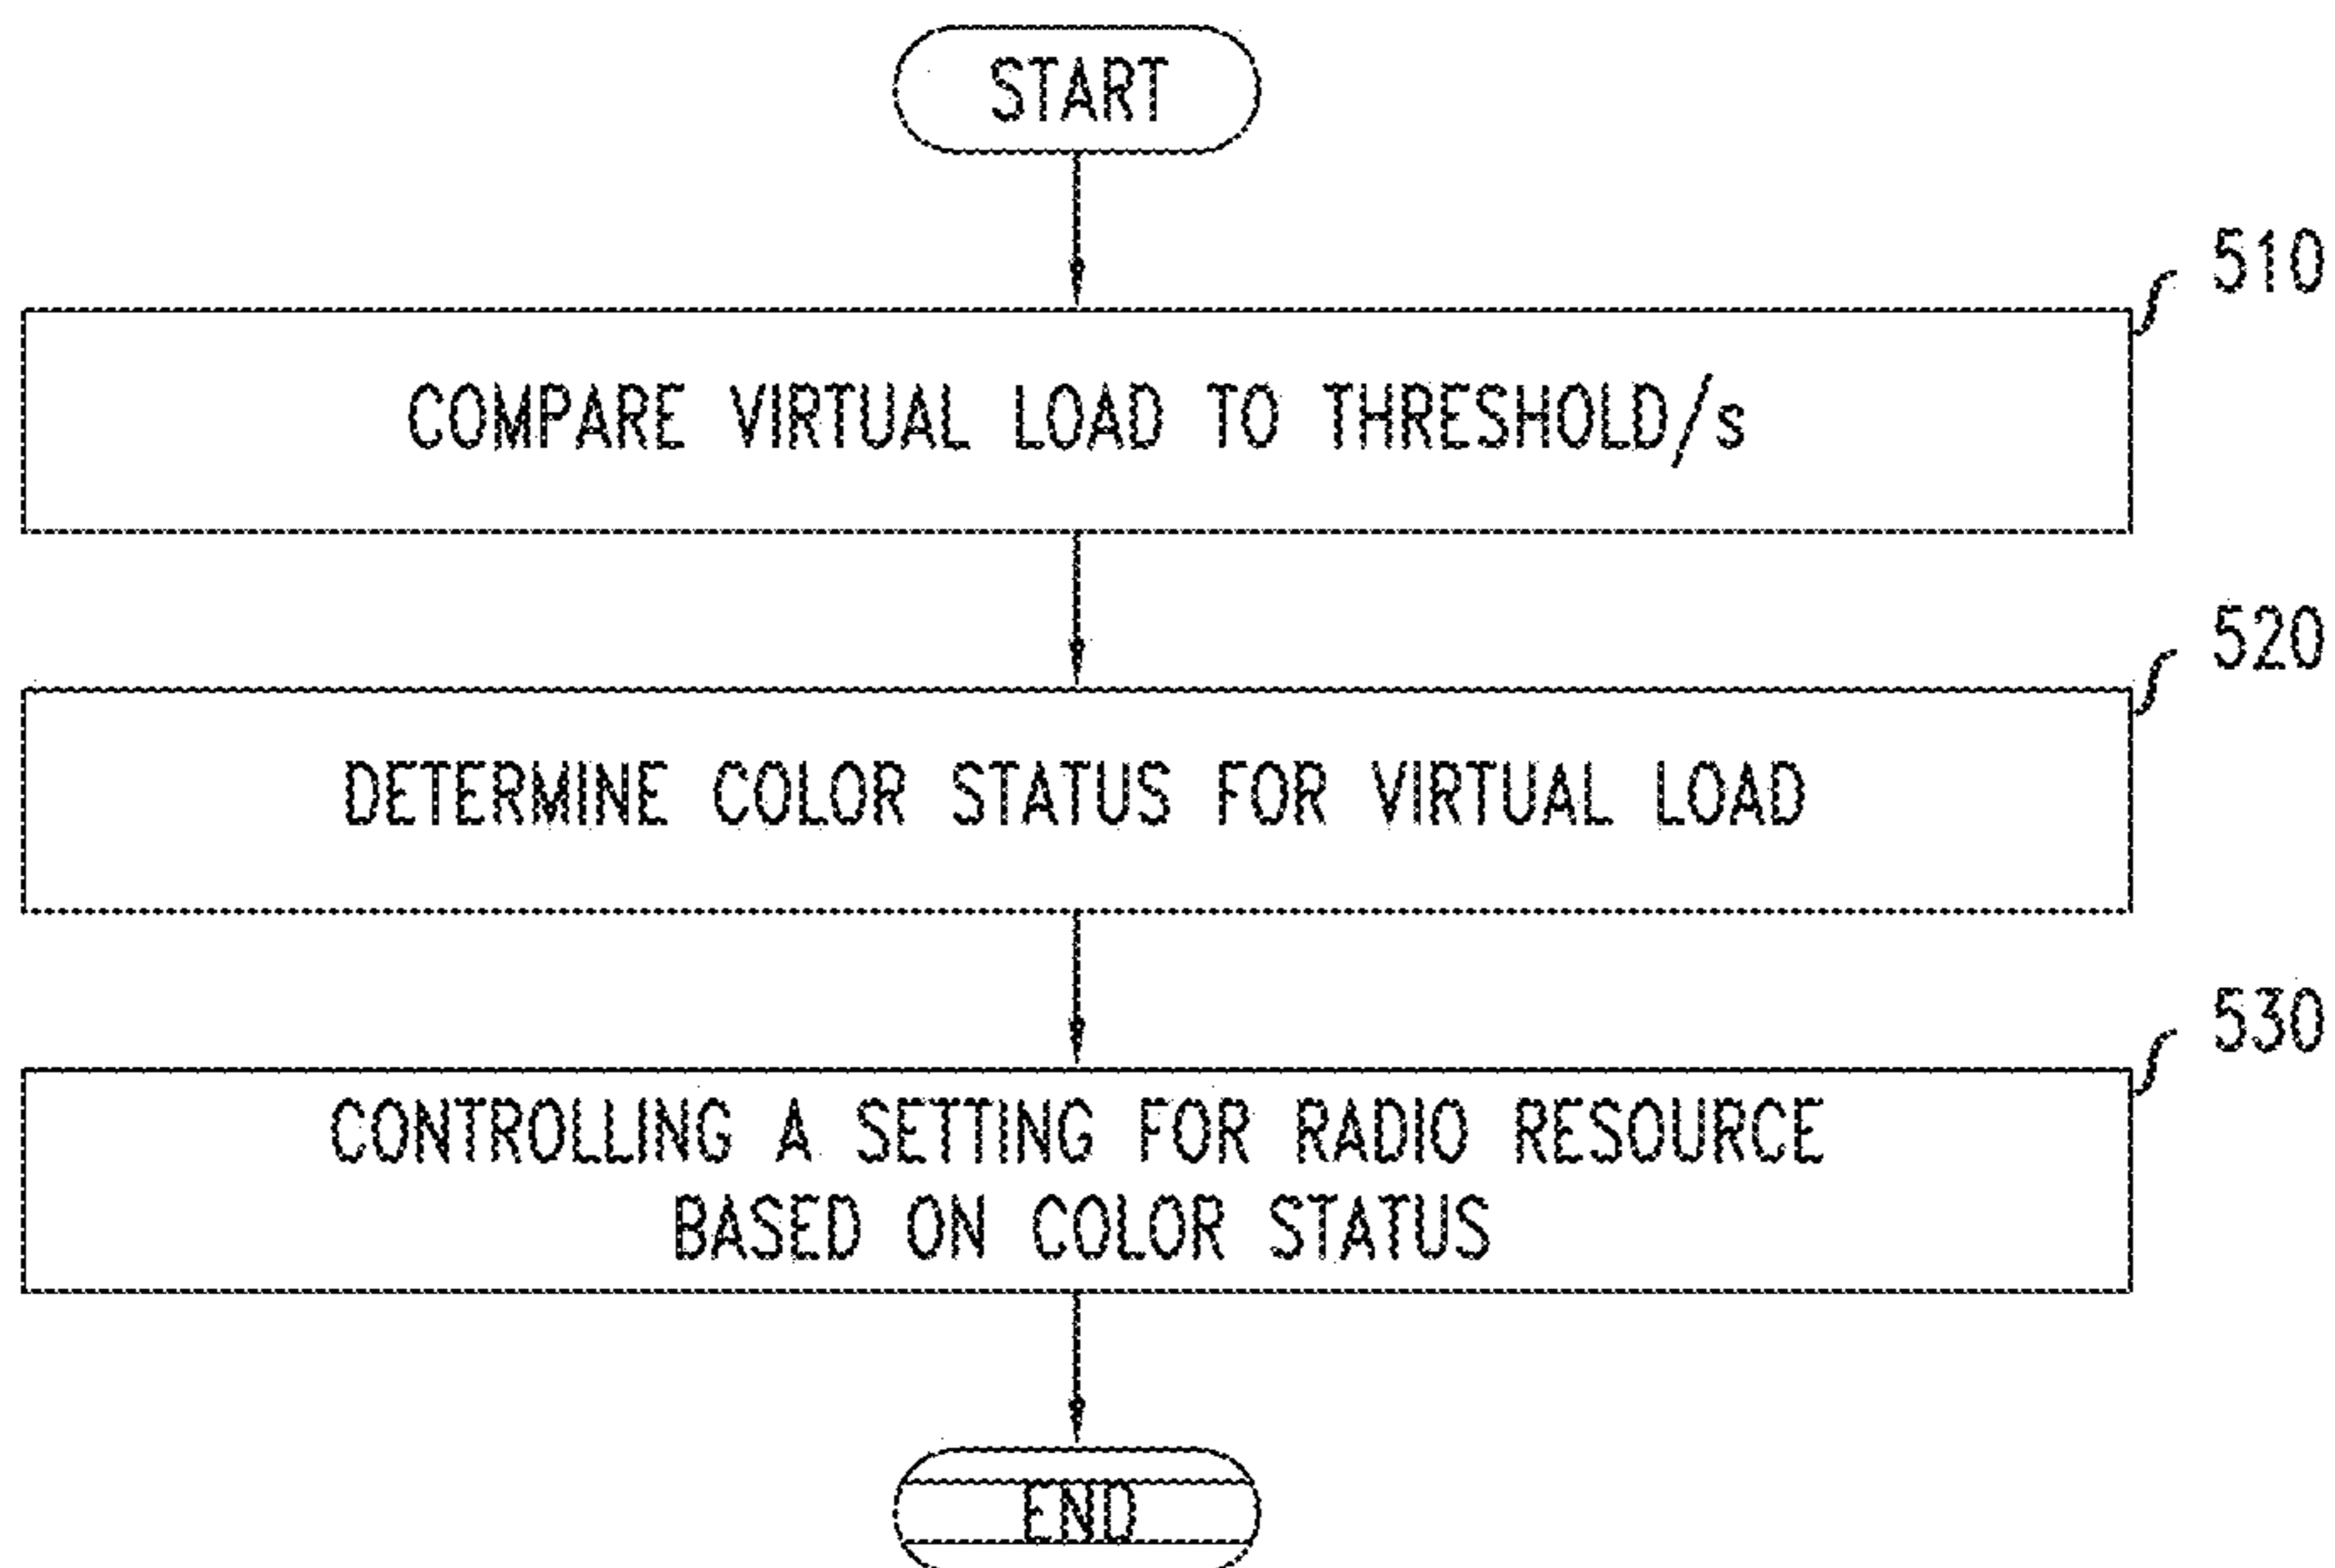 START
510
COMPARE VIRTUAL LOAD TO THRESHOLD/s
520
DETERMINE COLOR STATUS FOR VIRTUAL LOAD
530
CONTROLLING A SETTING FOR RADIO RESOURCE
BASED ON COLOR STATUS
END